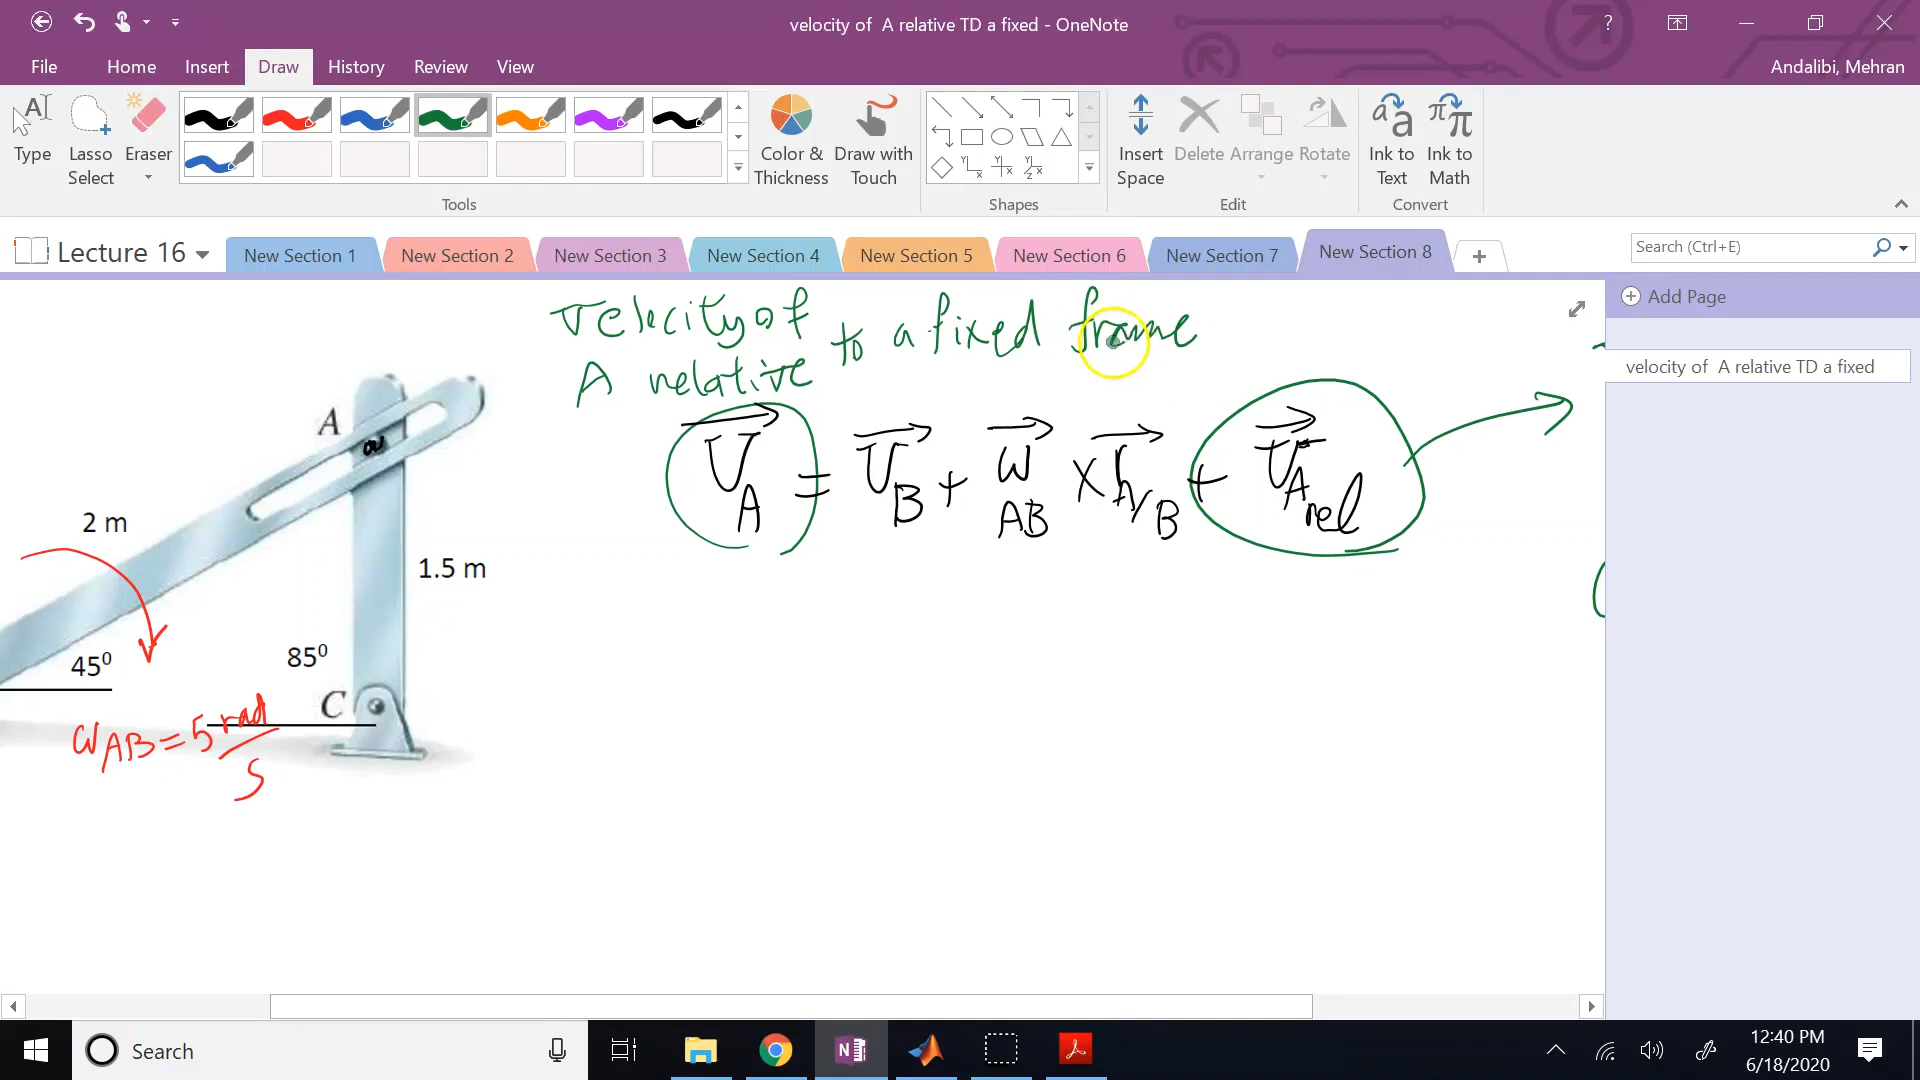 velocity of A relative TD a fixed - OneNote
File Home Insert Draw History Review View
Andalibi, Mehran
Type
Lasso Select
Eraser
Color & Thickness
Draw with Touch
Insert Space
Delete
Arrange
Rotate
Ink to Text
Ink to Math
Tools
Shapes
Edit
Convert
Lecture 16
New Section 1
New Section 2
New Section 3
New Section 4
New Section 5
New Section 6
New Section 7
New Section 8
Search (Ctrl+E)
Add Page
velocity of A relative TD a fixed
velocity of
A relative
to a fixed frame
V_A = V_B + ω_AB × r_A/B + V_A rel
A
2 m
1.5 m
45⁰
85⁰
C
ω_AB = 5 rad/s
Search
12:40 PM
6/18/2020